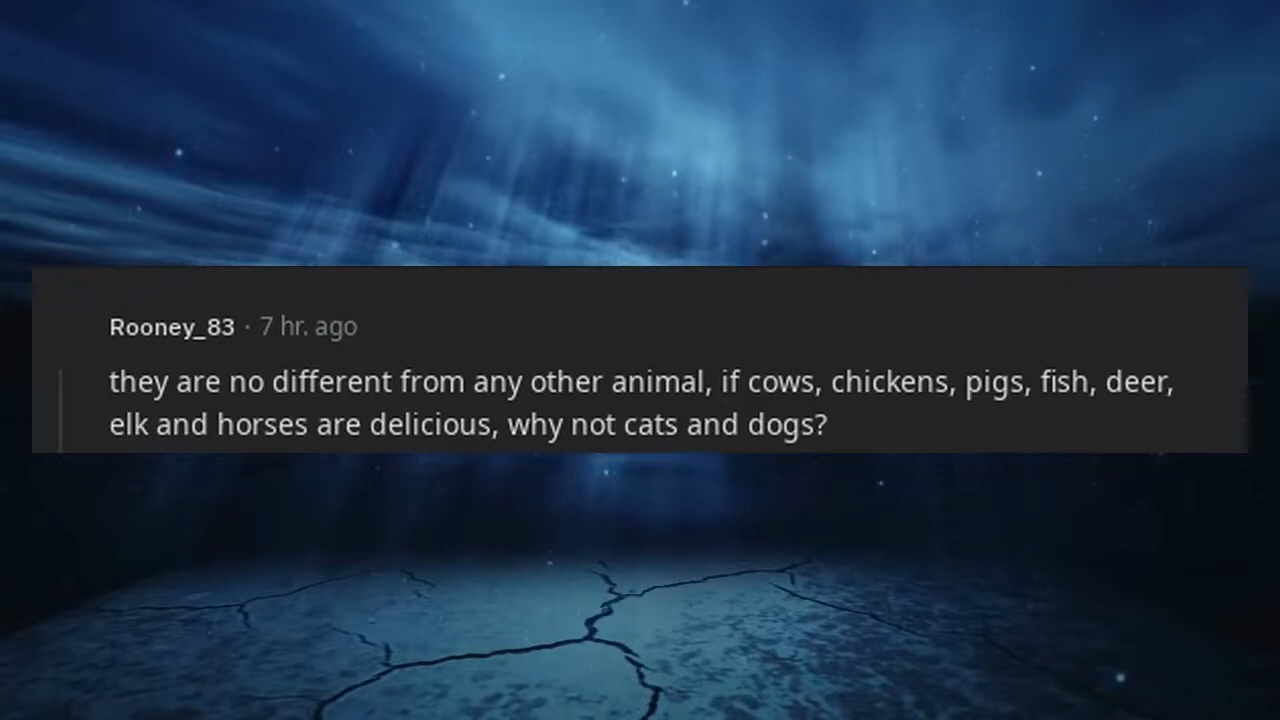 Rooney_83 · 7 hr. ago
they are no different from any other animal, if cows, chickens, pigs, fish, deer,
elk and horses are delicious, why not cats and dogs?